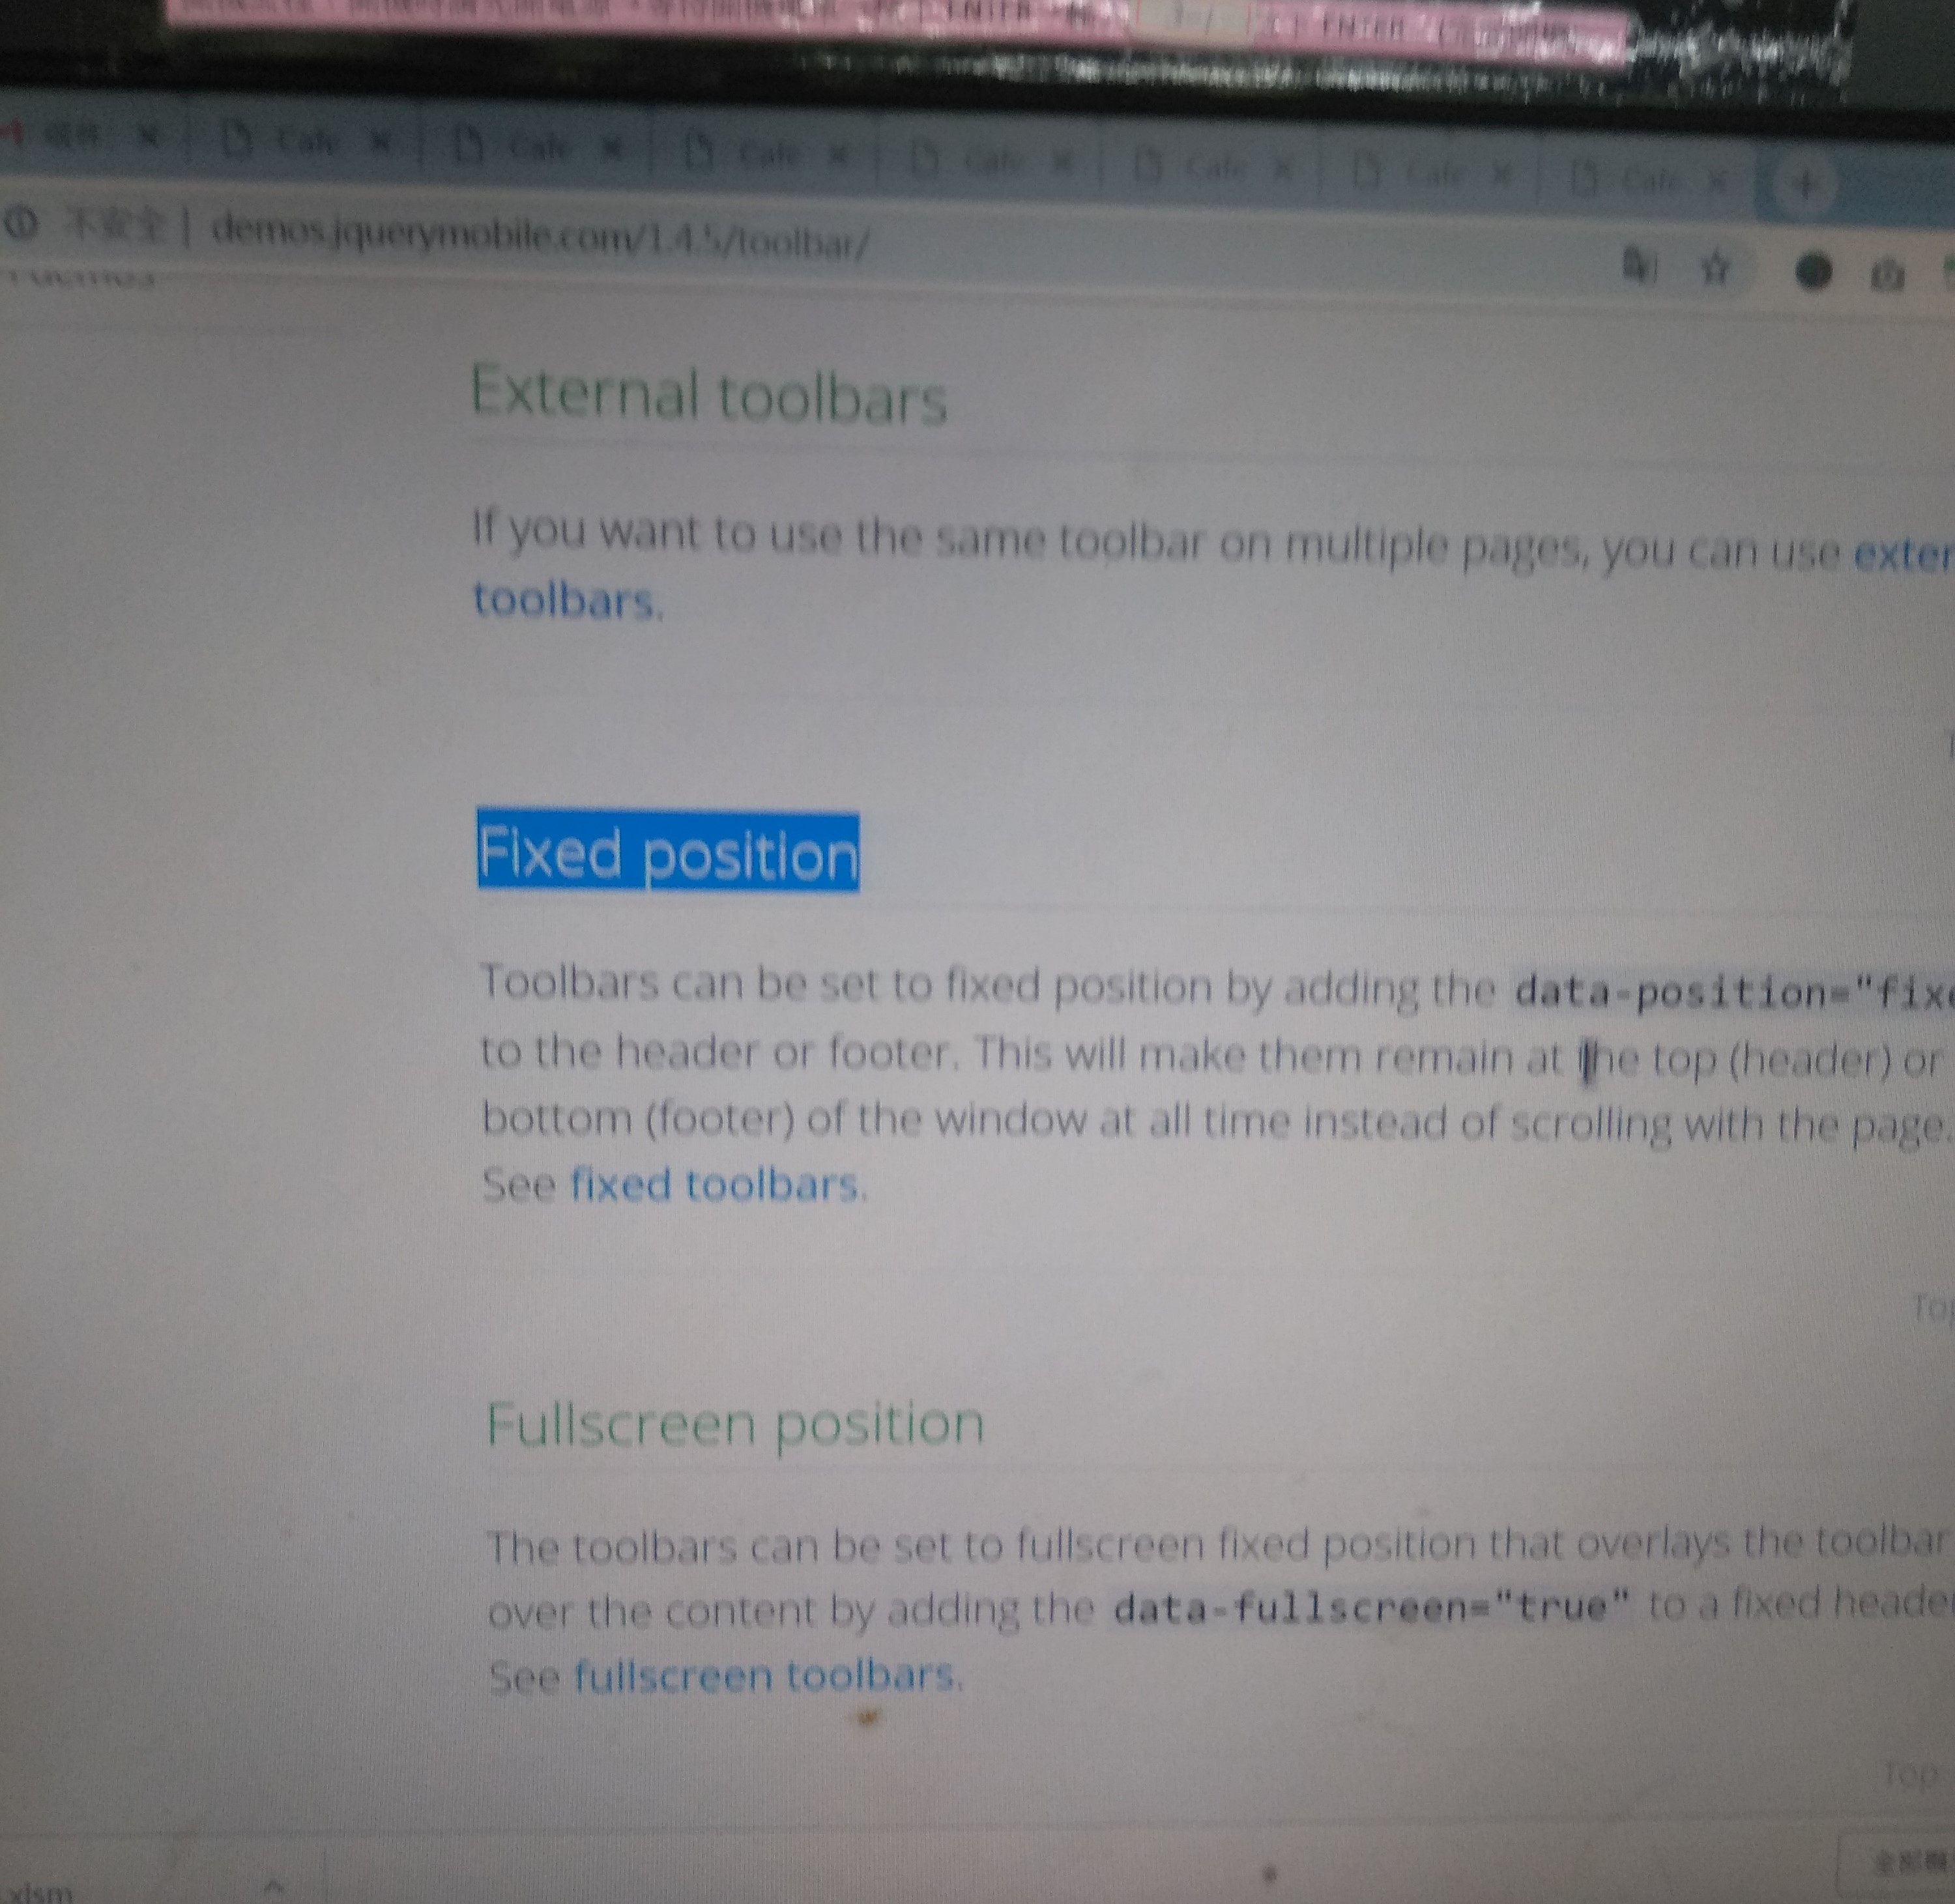 ENTER
ENTER
Cafe Cafe Cafe Cafe Cafe Cafe Cafe
不安全 | demos.jquerymobile.com/1.4.5/toolbar/
External toolbars
If you want to use the same toolbar on multiple pages, you can use exter
toolbars.
Fixed position
Toolbars can be set to fixed position by adding the data-position="fixe
to the header or footer. This will make them remain at the top (header) or
bottom (footer) of the window at all time instead of scrolling with the page.
See fixed toolbars.
Top
Fullscreen position
The toolbars can be set to fullscreen fixed position that overlays the toolbar
over the content by adding the data-fullscreen="true" to a fixed header
See fullscreen toolbars.
Top
.xlsm